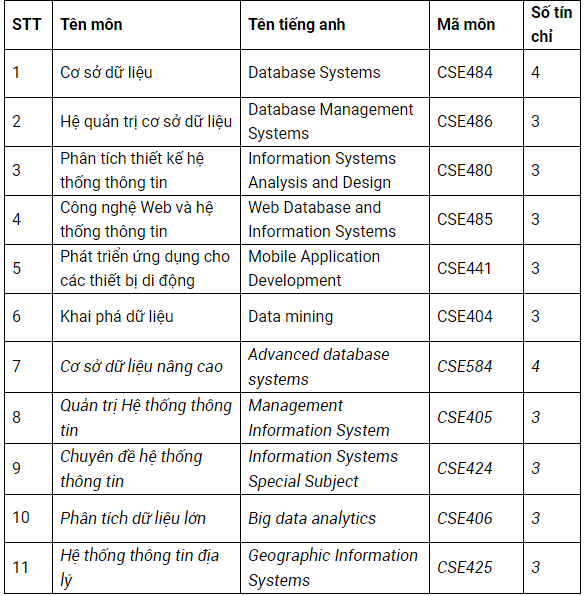 STT Tên môn Tên tiếng anh Mã môn Số tín chỉ
1 Cơ sở dữ liệu Database Systems CSE484 4
2 Hệ quản trị cơ sở dữ liệu Database Management Systems CSE486 3
3 Phân tích thiết kế hệ thống thông tin Information Systems Analysis and Design CSE480 3
4 Công nghệ Web và hệ thống thông tin Web Database and Information Systems CSE485 3
5 Phát triển ứng dụng cho các thiết bị di động Mobile Application Development CSE441 3
6 Khai phá dữ liệu Data mining CSE404 3
7 Cơ sở dữ liệu nâng cao Advanced database systems CSE584 4
8 Quản trị Hệ thống thông tin Management Information System CSE405 3
9 Chuyên đề hệ thống thông tin Information Systems Special Subject CSE424 3
10 Phân tích dữ liệu lớn Big data analytics CSE406 3
11 Hệ thống thông tin địa lý Geographic Information Systems CSE425 3